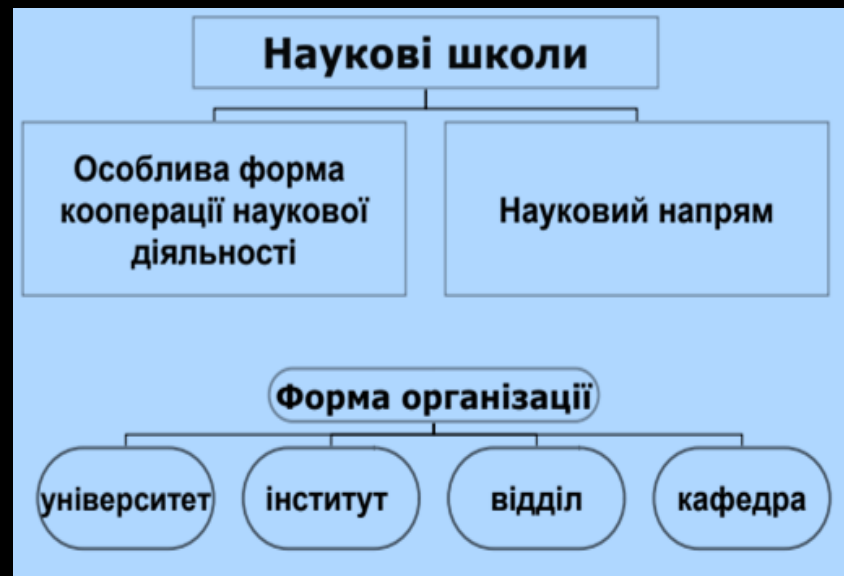 Наукові школи
Особлива форма
кооперації наукової
діяльності
Науковий напрям
Форма організації
університет
інститут
відділ
кафедра